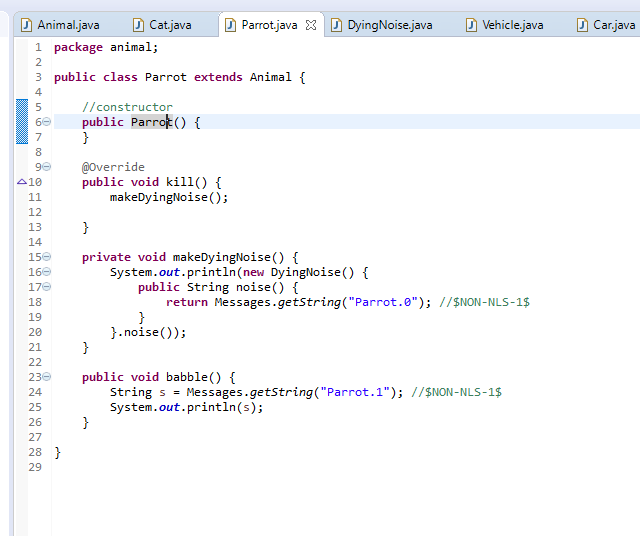 Animal.java Cat.java Parrot.java DyingNoise.java Vehicle.java Car.java
1 package animal;
2
3 public class Parrot extends Animal {
4
5 //constructor
6 public Parrot() {
7 }
8
9 @Override
10 public void kill() {
11 makeDyingNoise();
12
13 }
14
15 private void makeDyingNoise() {
16 System.out.println(new DyingNoise() {
17 public String noise() {
18 return Messages.getString("Parrot.0"); //$NON-NLS-1$
19 }
20 }.noise());
21 }
22
23 public void babble() {
24 String s = Messages.getString("Parrot.1"); //$NON-NLS-1$
25 System.out.println(s);
26 }
27
28 }
29